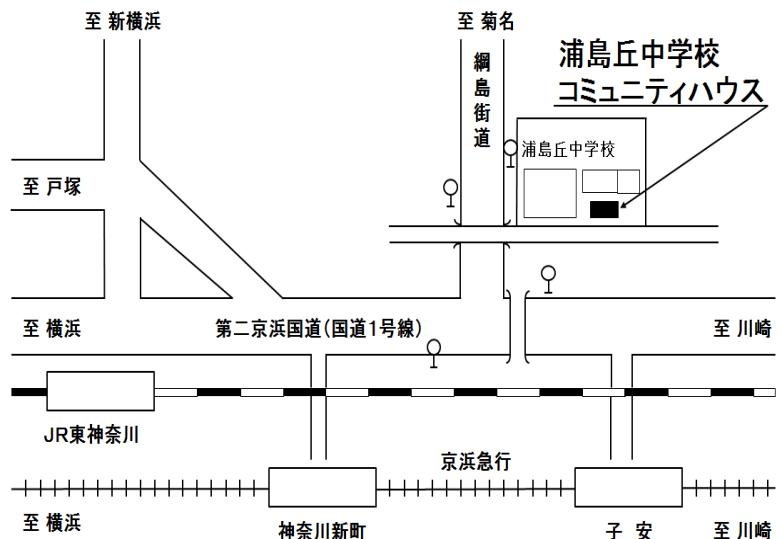 至 新横浜
至 菊名
浦島丘中学校
コミュニティハウス
綱島街道
浦島丘中学校
至 戸塚
至 横浜
第二京浜国道(国道1号線)
至 川崎
JR東神奈川
京浜急行
至 横浜
神奈川新町
子 安
至 川崎